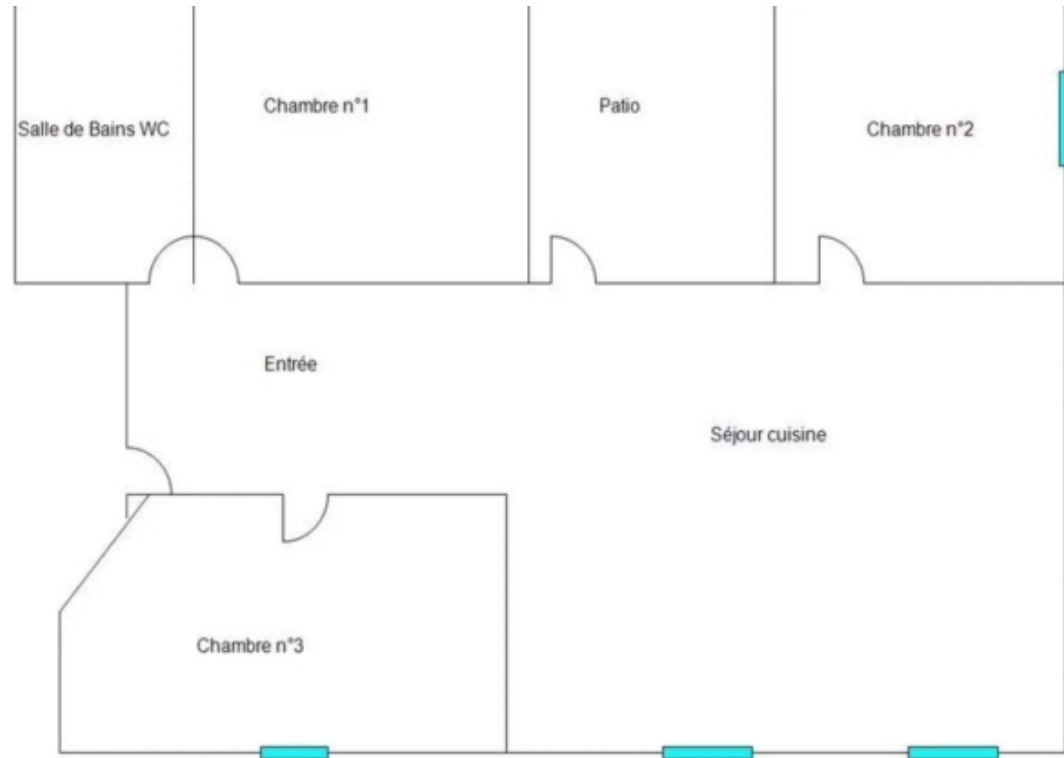 Chambre n°1
Patio
Salle de Bains WC
Chambre n°2
Entrée
Séjour cuisine
Chambre n°3